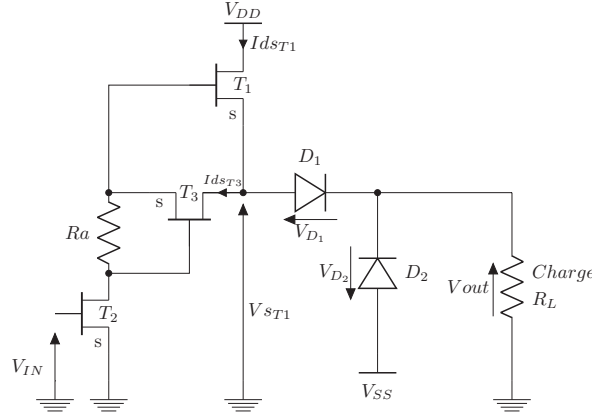 V_DD
Ids_T1
T_1
s
D_1
T_3
Ids_T3
s
V_D1
Ra
V_D2
D_2
Charge
R_L
Vout
T_2
Vs_T1
s
V_IN
V_SS